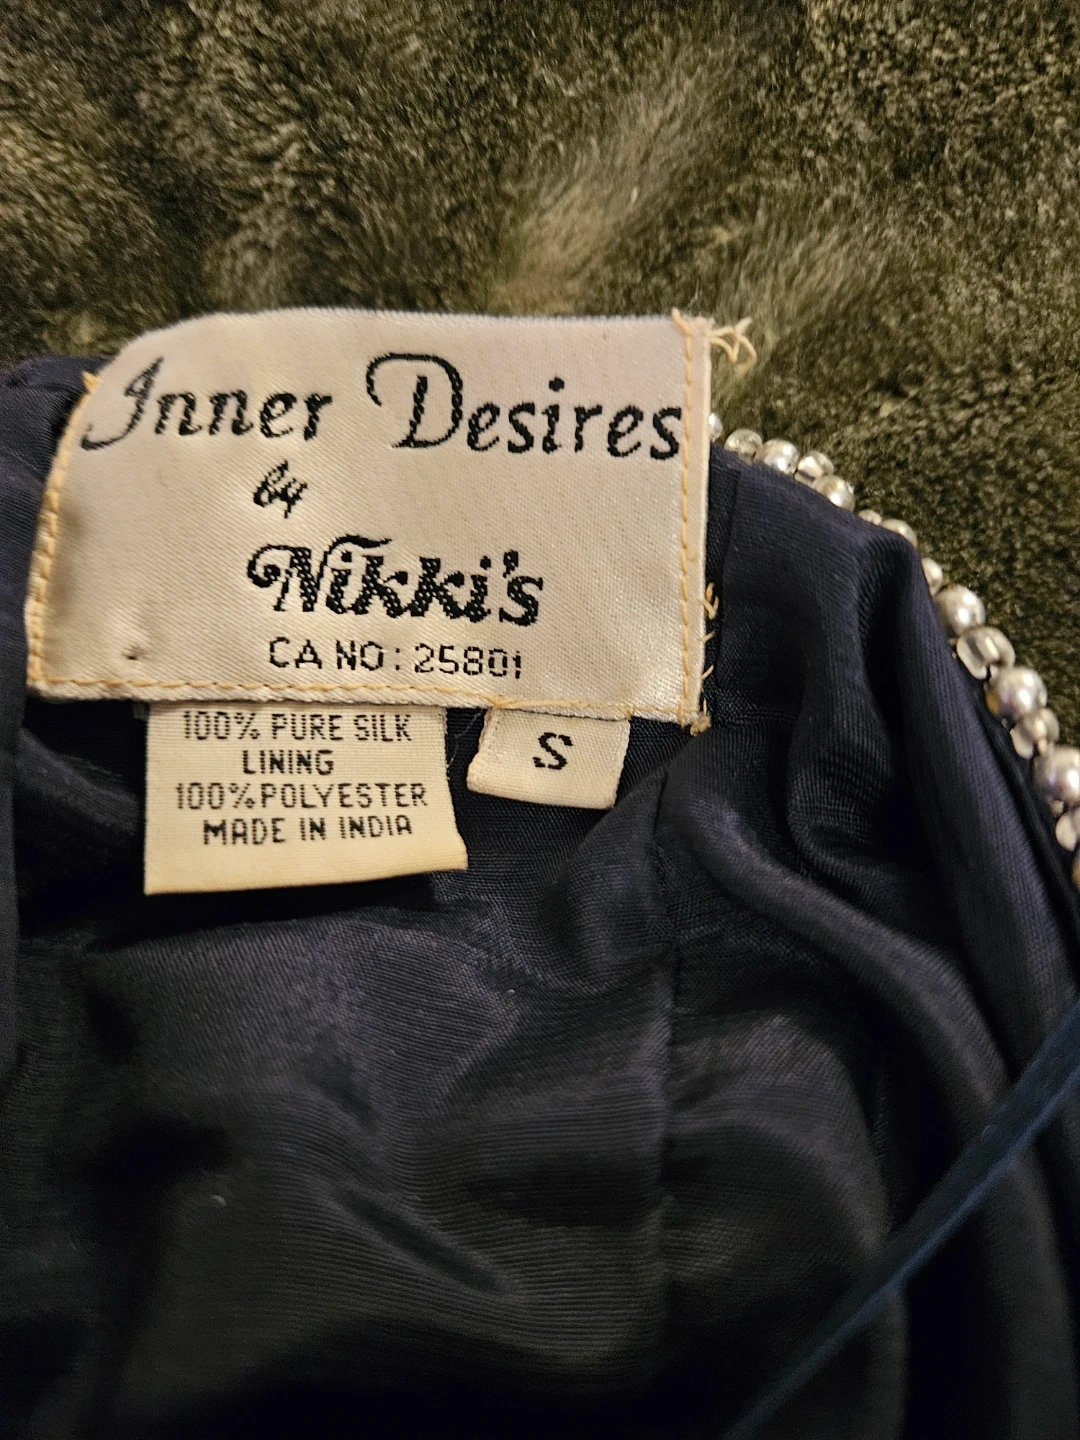 Inner Desires
by
Nikki's
CA NO: 25801
100% PURE SILK
LINING
100% POLYESTER
MADE IN INDIA
S